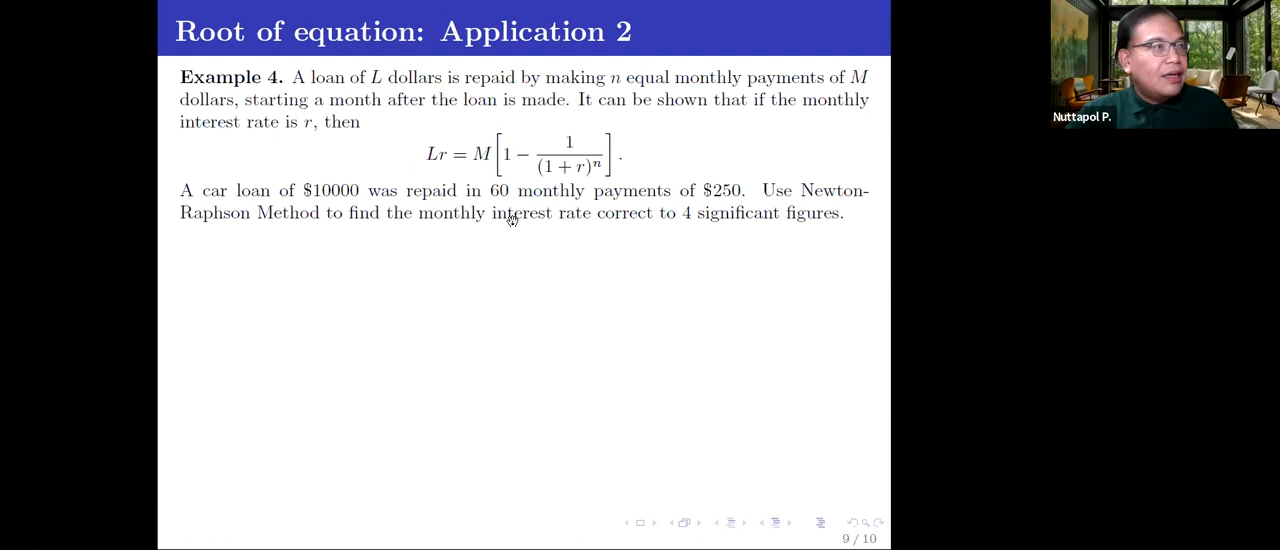 Root of equation: Application 2
Example 4. A loan of L dollars is repaid by making n equal monthly payments of M
dollars, starting a month after the loan is made. It can be shown that if the monthly
interest rate is r, then
Lr = M[1 − 1/(1 + r)^n].
A car loan of $10000 was repaid in 60 monthly payments of $250. Use Newton-
Raphson Method to find the monthly interest rate correct to 4 significant figures.
9 / 10
Nuttapol P.